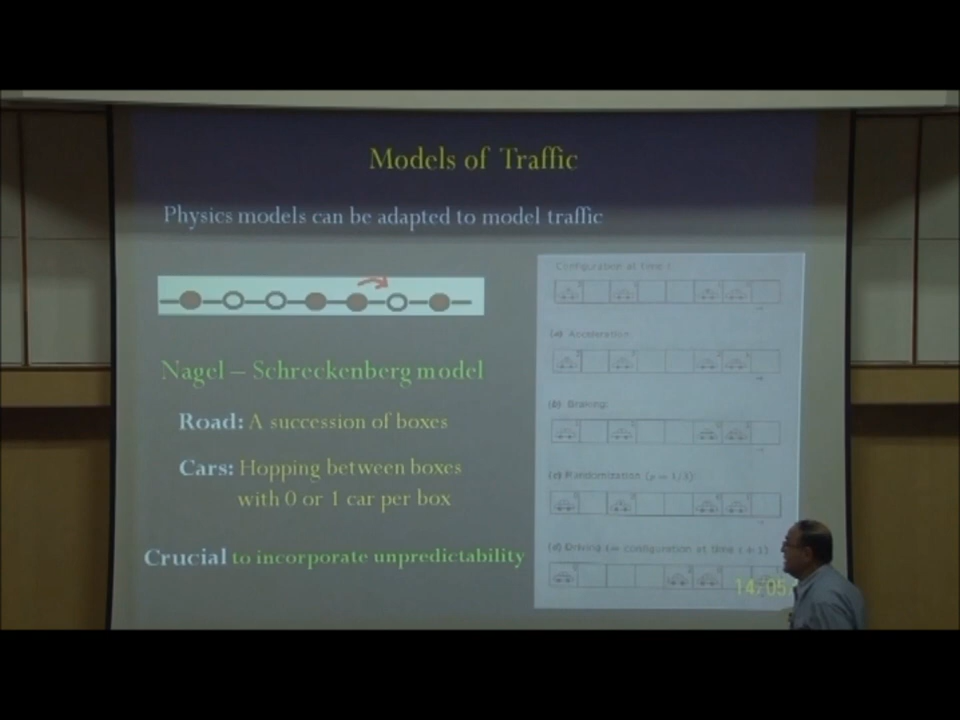 Models of Traffic
Physics models can be adapted to model traffic
Nagel – Schreckenberg model
Road: A succession of boxes
Cars: Hopping between boxes
with 0 or 1 car per box
Crucial to incorporate unpredictability
Configuration at time t
(a) Acceleration:
(b) Braking:
(c) Randomization (p = 1/3):
(d) Driving (= configuration at time t + 1)
14:05